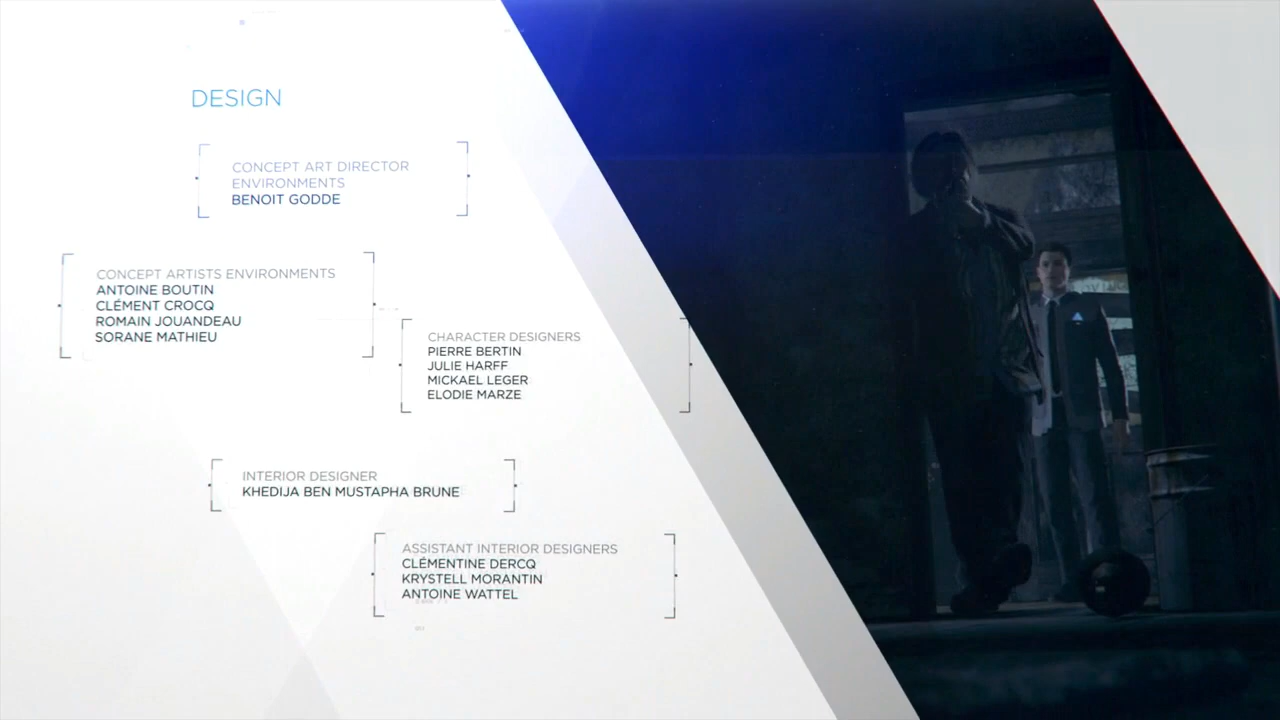 DESIGN
CONCEPT ART DIRECTOR
ENVIRONMENTS
BENOIT GODDE
CONCEPT ARTISTS ENVIRONMENTS
ANTOINE BOUTIN
CLÉMENT CROCQ
ROMAIN JOUANDEAU
SORANE MATHIEU
CHARACTER DESIGNERS
PIERRE BERTIN
JULIE HARFF
MICKAEL LEGER
ELODIE MARZE
INTERIOR DESIGNER
KHEDIJA BEN MUSTAPHA BRUNE
ASSISTANT INTERIOR DESIGNERS
CLÉMENTINE DERCQ
KRYSTELL MORANTIN
ANTOINE WATTEL